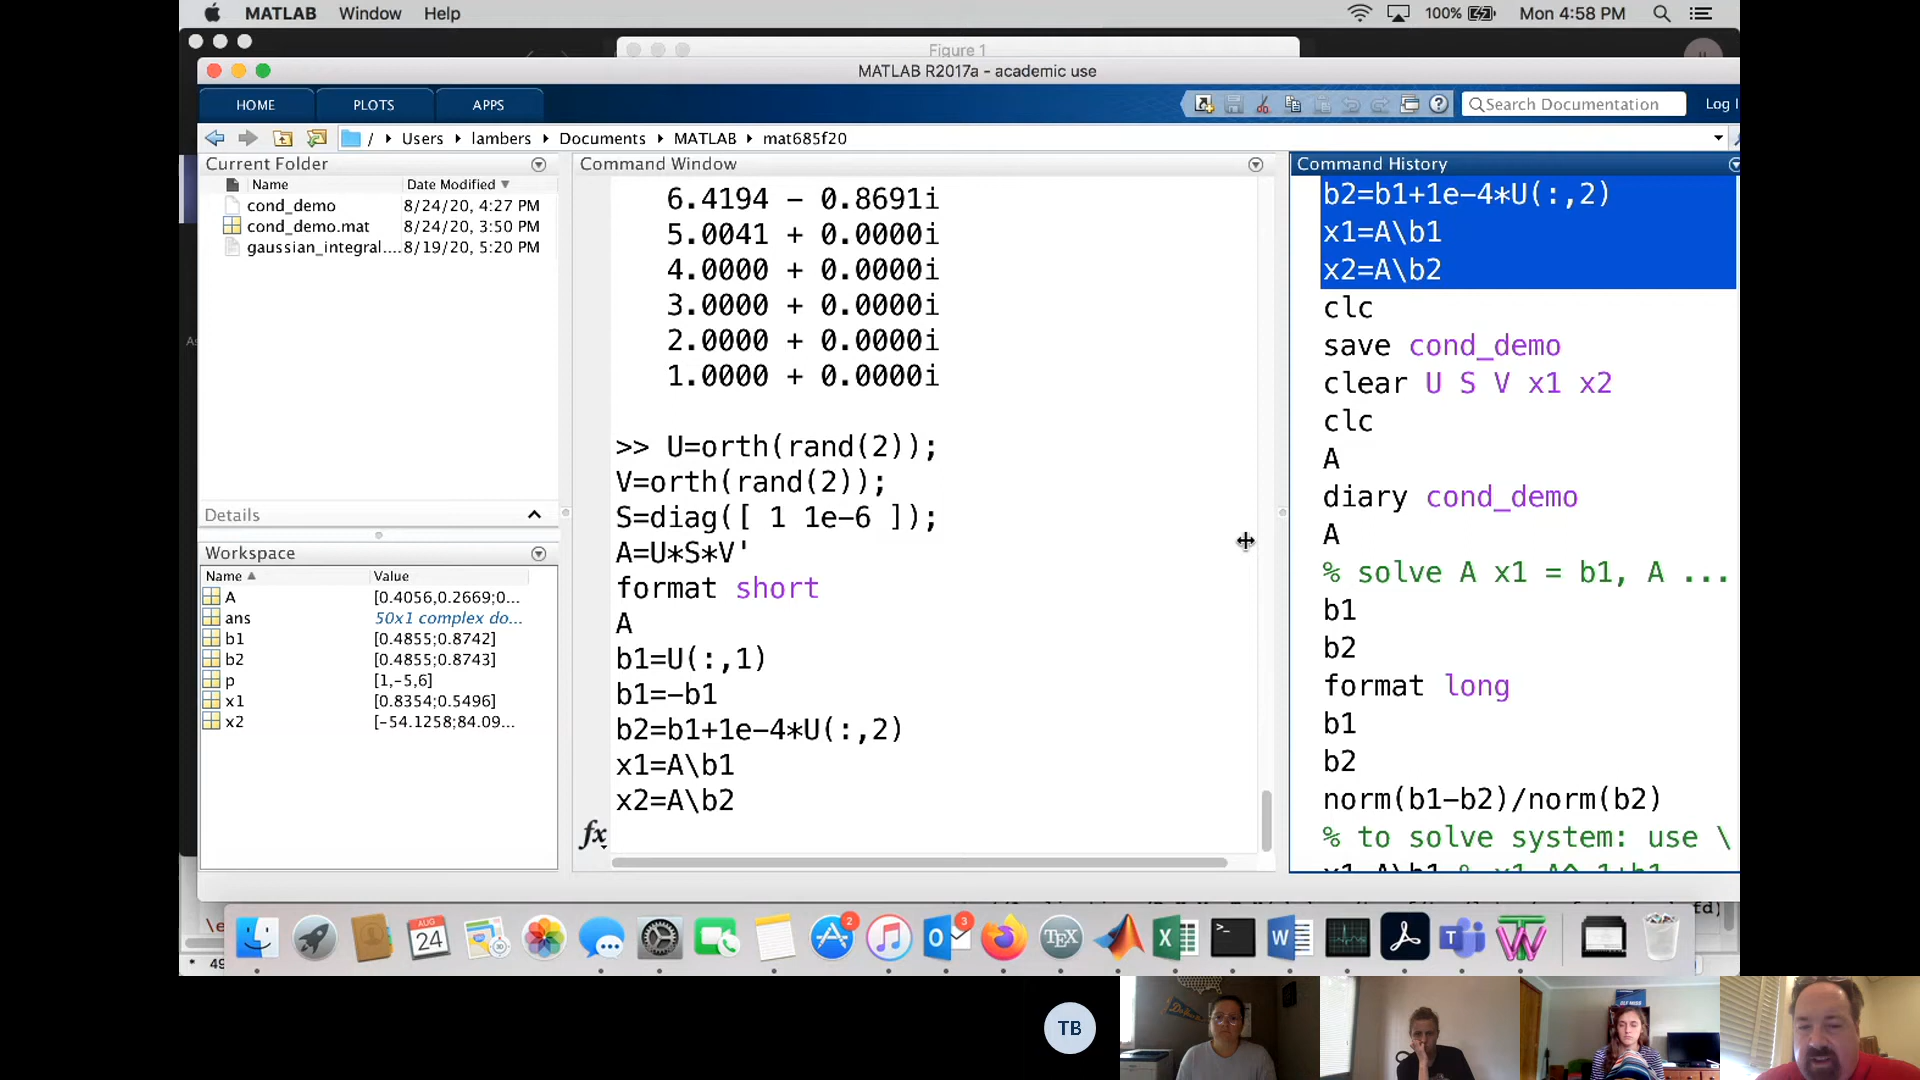 MATLAB Window Help
100% Mon 4:58 PM
Figure 1
MATLAB R2017a - academic use
HOME PLOTS APPS
Search Documentation
Log I
/ Users lambers Documents MATLAB mat685f20
Current Folder
Name Date Modified
cond_demo 8/24/20, 4:27 PM
cond_demo.mat 8/24/20, 3:50 PM
gaussian_integral.... 8/19/20, 5:20 PM
Details
Workspace
Name Value
A [0.4056,0.2669;0...
ans 50x1 complex do...
b1 [0.4855;0.8742]
b2 [0.4855;0.8743]
p [1,-5,6]
x1 [0.8354;0.5496]
x2 [-54.1258;84.09...
Command Window
6.4194 - 0.8691i
5.0041 + 0.0000i
4.0000 + 0.0000i
3.0000 + 0.0000i
2.0000 + 0.0000i
1.0000 + 0.0000i
>> U=orth(rand(2));
V=orth(rand(2));
S=diag([ 1 1e-6 ]);
A=U*S*V'
format short
A
b1=U(:,1)
b1=-b1
b2=b1+1e-4*U(:,2)
x1=A\b1
x2=A\b2
fx
Command History
b2=b1+1e-4*U(:,2)
x1=A\b1
x2=A\b2
clc
save cond_demo
clear U S V x1 x2
clc
A
diary cond_demo
A
% solve A x1 = b1, A ...
b1
b2
format long
b1
b2
norm(b1-b2)/norm(b2)
% to solve system: use \
AUG
24
2
3
TEX
TB